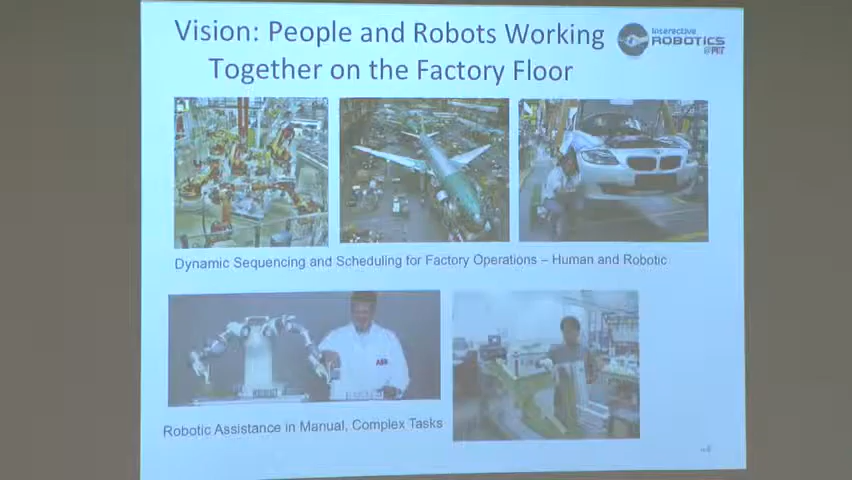 Vision: People and Robots Working
Together on the Factory Floor
Interactive
ROBOTICS
Dynamic Sequencing and Scheduling for Factory Operations – Human and Robotic
ABB
Robotic Assistance in Manual, Complex Tasks